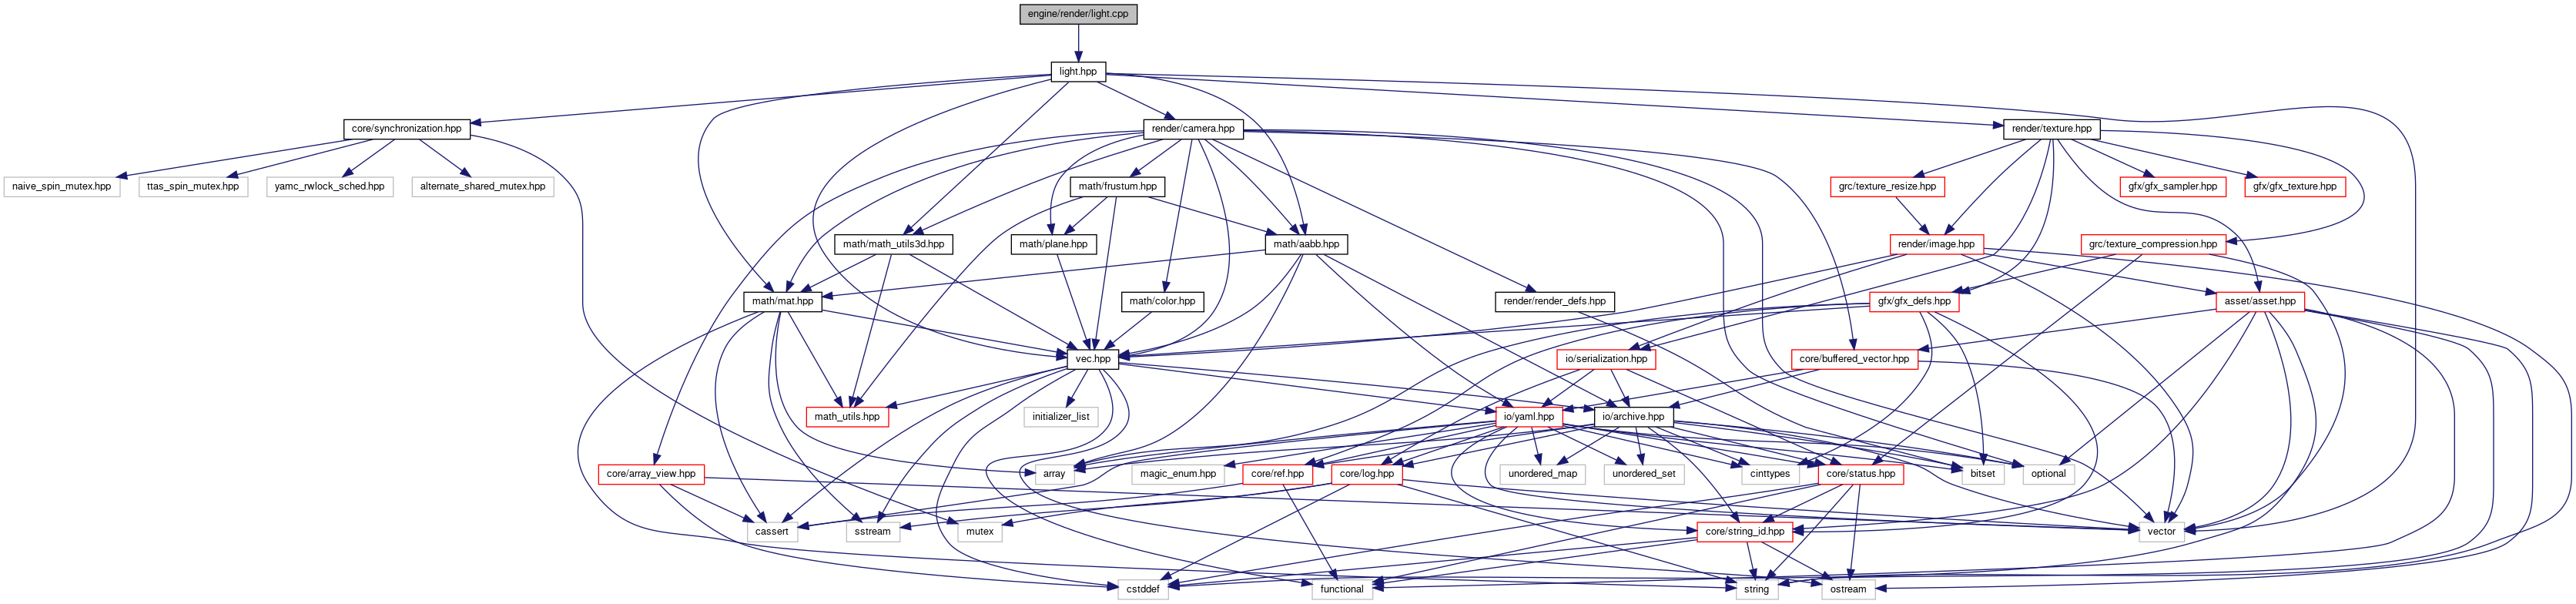 engine/render/light.cpp
light.hpp
core/synchronization.hpp
render/camera.hpp
render/texture.hpp
naive_spin_mutex.hpp
ttas_spin_mutex.hpp
yamc_rwlock_sched.hpp
alternate_shared_mutex.hpp
math/frustum.hpp
grc/texture_resize.hpp
gfx/gfx_sampler.hpp
gfx/gfx_texture.hpp
math/math_utils3d.hpp
math/plane.hpp
math/aabb.hpp
render/image.hpp
grc/texture_compression.hpp
math/mat.hpp
math/color.hpp
render/render_defs.hpp
gfx/gfx_defs.hpp
asset/asset.hpp
vec.hpp
io/serialization.hpp
core/buffered_vector.hpp
math_utils.hpp
initializer_list
io/yaml.hpp
io/archive.hpp
core/array_view.hpp
array
magic_enum.hpp
core/ref.hpp
core/log.hpp
unordered_map
unordered_set
cinttypes
core/status.hpp
bitset
optional
cassert
sstream
mutex
core/string_id.hpp
vector
cstddef
functional
string
ostream